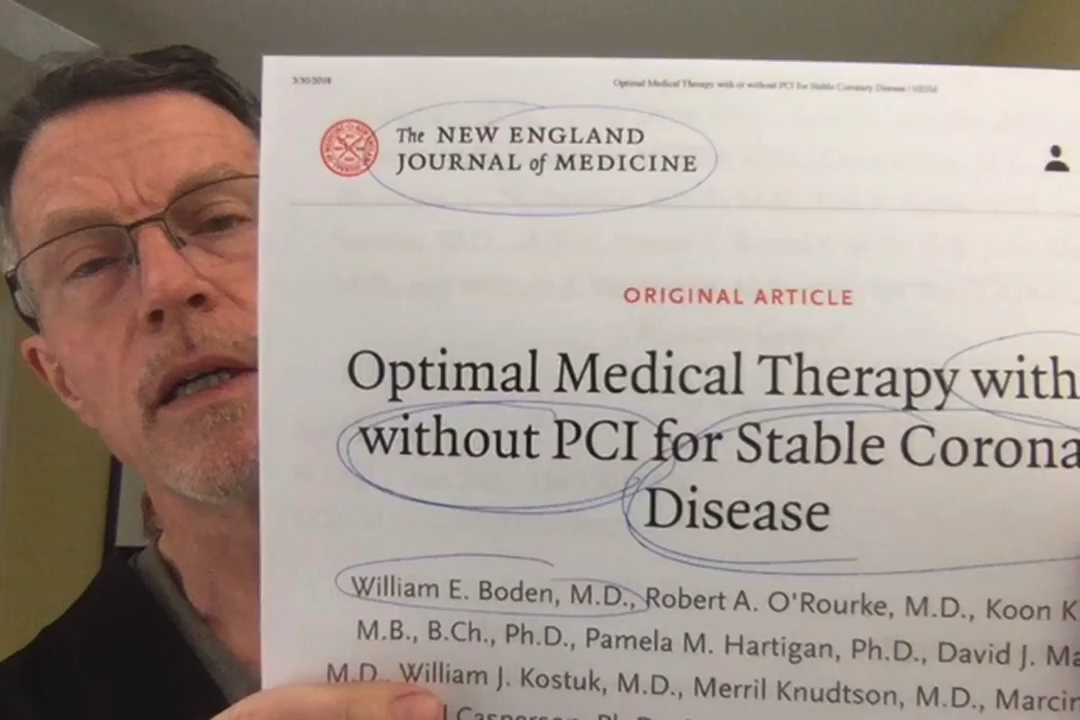 Optimal Medical Therapy with or without PCI for Stable Coronary Disease | NEJM
The NEW ENGLAND
JOURNAL of MEDICINE
ORIGINAL ARTICLE
Optimal Medical Therapy with
without PCI for Stable Corona
Disease
William E. Boden, M.D., Robert A. O'Rourke, M.D., Koon K
M.B., B.Ch., Ph.D., Pamela M. Hartigan, Ph.D., David J. Ma
M.D., William J. Kostuk, M.D., Merril Knudtson, M.D., Marcin